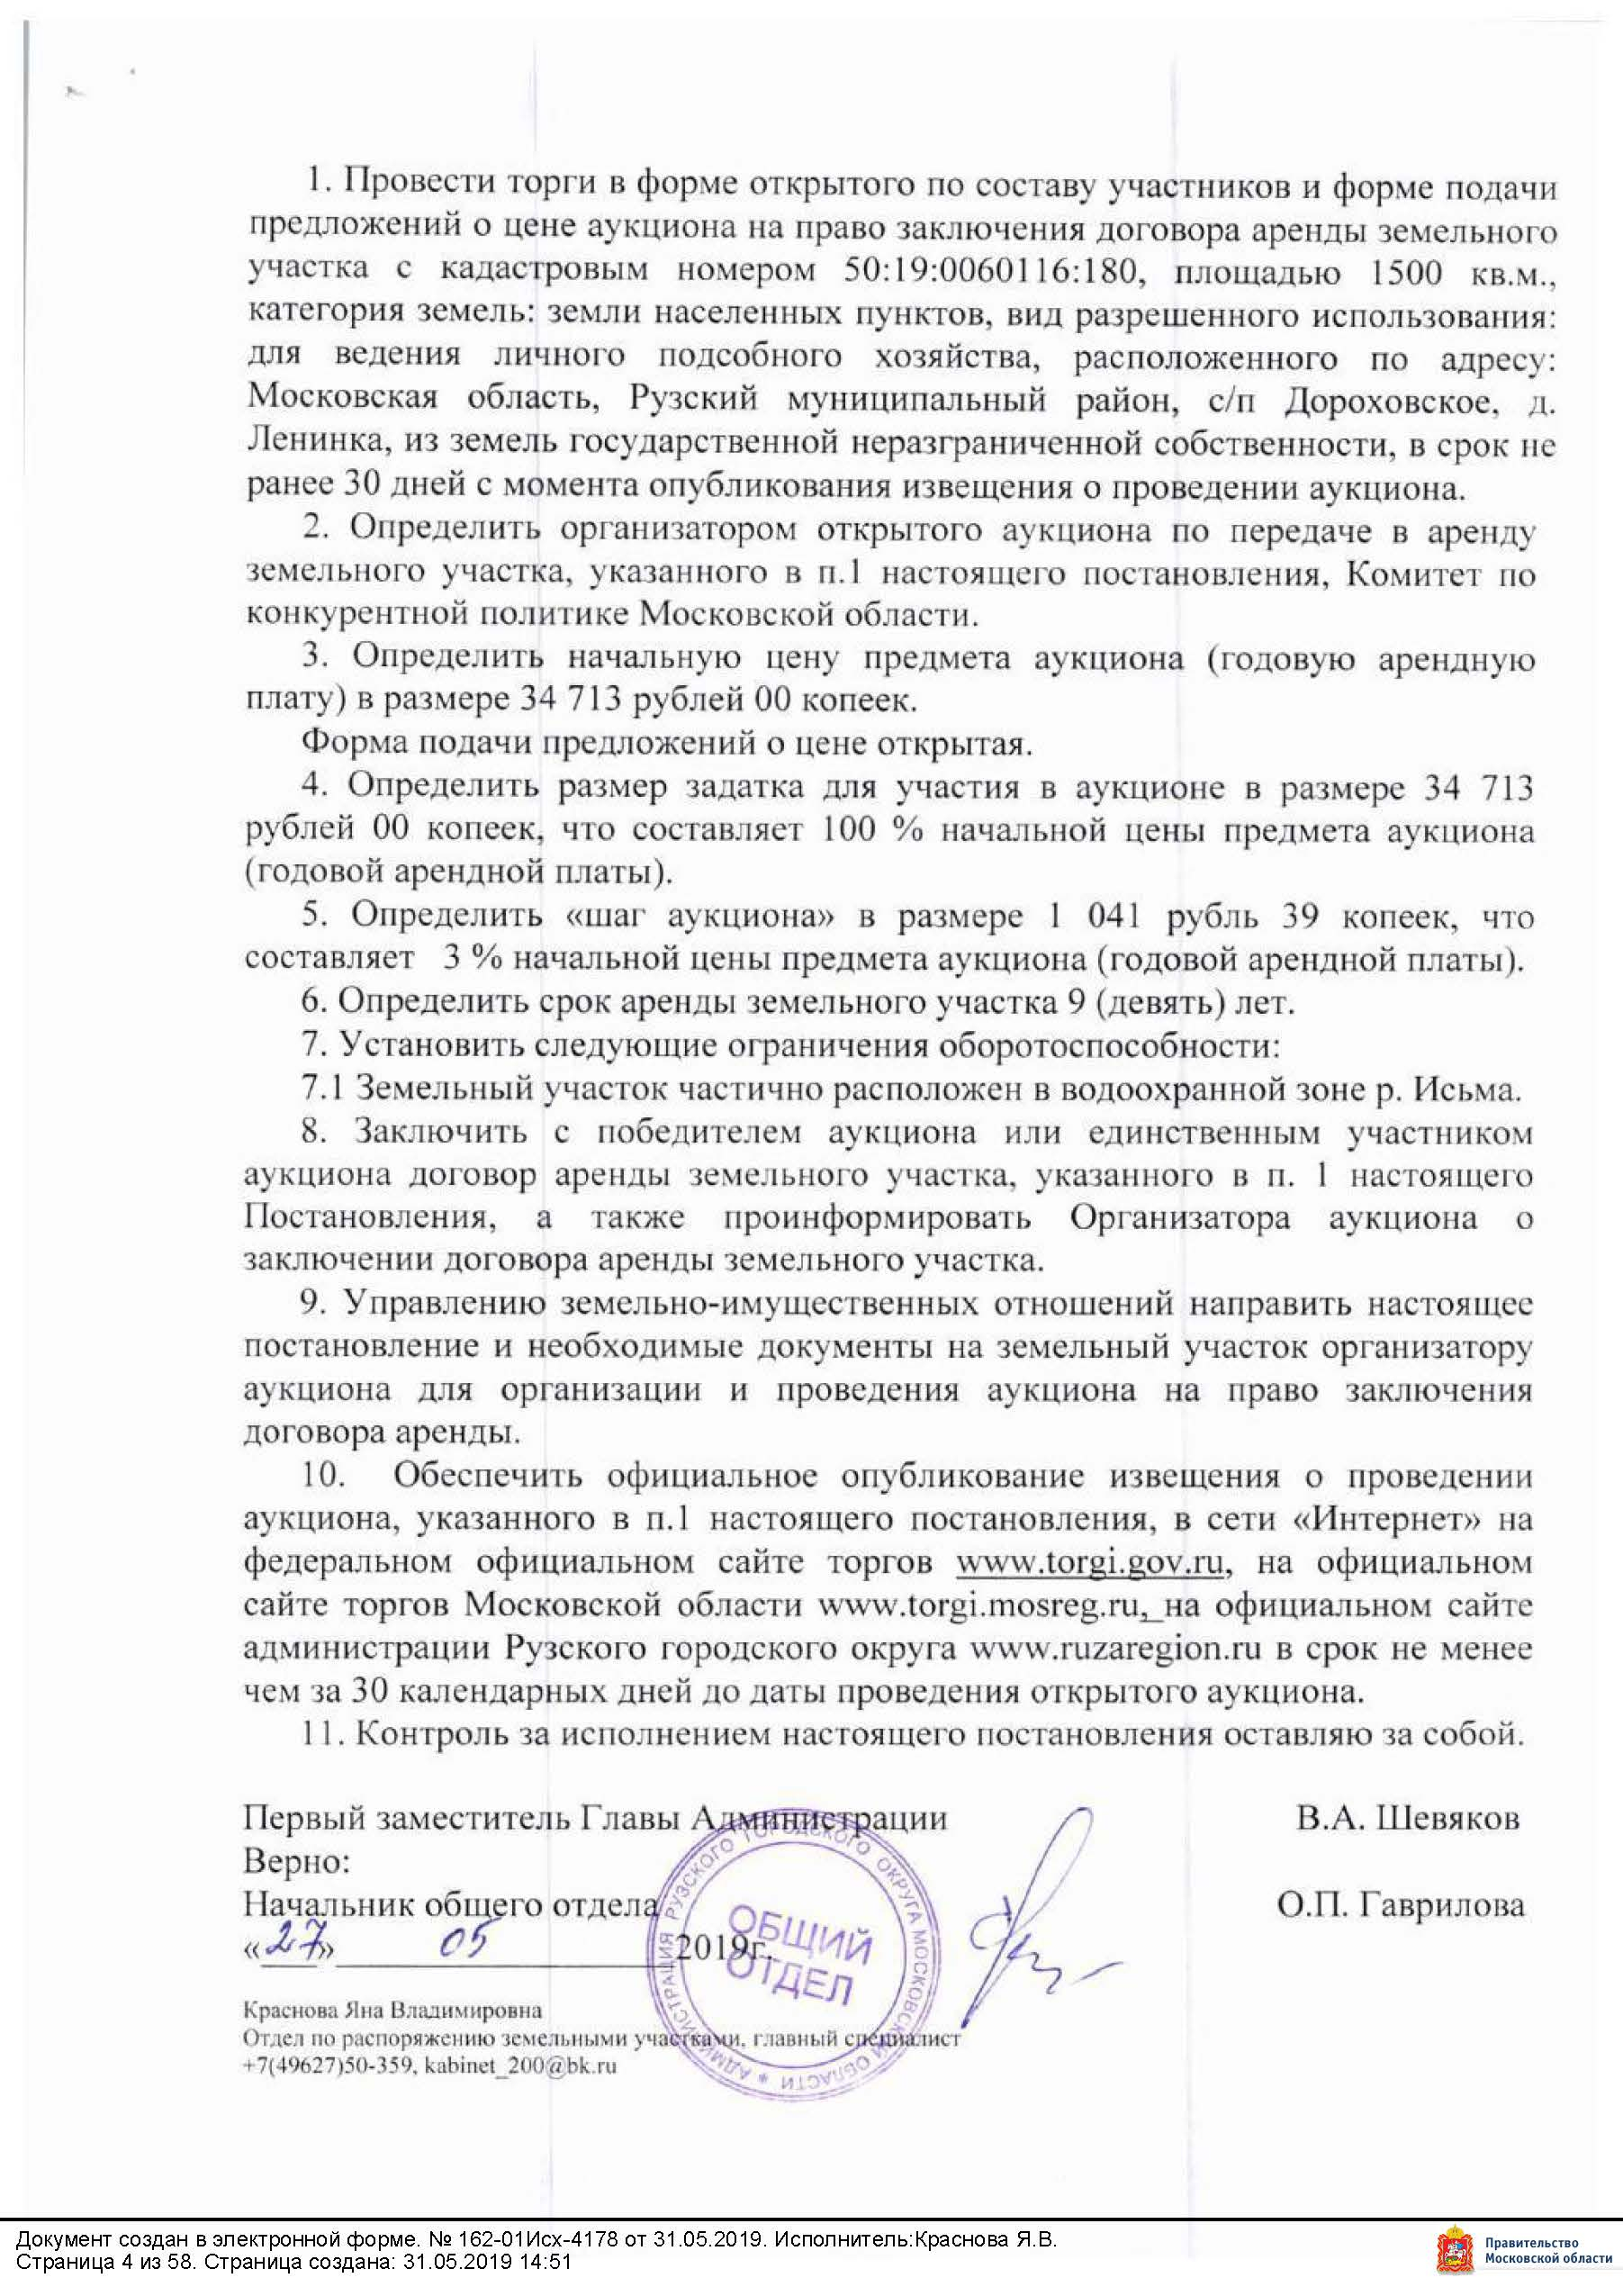 1. Провести торги в форме открытого по составу участников и форме подачи
предложений о цене аукциона на право заключения договора аренды земельного
участка с кадастровым номером 50:19:0060116:180, площадью 1500 кв.м.,
категория земель: земли населенных пунктов, вид разрешенного использования:
для ведения личного подсобного хозяйства, расположенного по адресу:
Московская область, Рузский муниципальный район, с/п Дороховское, д.
Ленинка, из земель государственной неразграниченной собственности, в срок не
ранее 30 дней с момента опубликования извещения о проведении аукциона.
2. Определить организатором открытого аукциона по передаче в аренду
земельного участка, указанного в п.1 настоящего постановления, Комитет по
конкурентной политике Московской области.
3. Определить начальную цену предмета аукциона (годовую арендную
плату) в размере 34 713 рублей 00 копеек.
Форма подачи предложений о цене открытая.
4. Определить размер задатка для участия в аукционе в размере 34 713
рублей 00 копеек, что составляет 100 % начальной цены предмета аукциона
(годовой арендной платы).
5. Определить «шаг аукциона» в размере 1 041 рубль 39 копеек, что
составляет 3 % начальной цены предмета аукциона (годовой арендной платы).
6. Определить срок аренды земельного участка 9 (девять) лет.
7. Установить следующие ограничения оборотоспособности:
7.1 Земельный участок частично расположен в водоохранной зоне р. Исьма.
8. Заключить с победителем аукциона или единственным участником
аукциона договор аренды земельного участка, указанного в п. 1 настоящего
Постановления, а также проинформировать Организатора аукциона о
заключении договора аренды земельного участка.
9. Управлению земельно-имущественных отношений направить настоящее
постановление и необходимые документы на земельный участок организатору
аукциона для организации и проведения аукциона на право заключения
договора аренды.
10. Обеспечить официальное опубликование извещения о проведении
аукциона, указанного в п.1 настоящего постановления, в сети «Интернет» на
федеральном официальном сайте торгов www.torgi.gov.ru, на официальном
сайте торгов Московской области www.torgi.mosreg.ru, на официальном сайте
администрации Рузского городского округа www.ruzaregion.ru в срок не менее
чем за 30 календарных дней до даты проведения открытого аукциона.
11. Контроль за исполнением настоящего постановления оставляю за собой.
Первый заместитель Главы Администрации В.А. Шевяков
Верно:
Начальник общего отдела О.П. Гаврилова
«27» 05 2019г.
АДМИНИСТРАЦИЯ РУЗСКОГО ГОРОДСКОГО ОКРУГА МОСКОВСКОЙ ОБЛАСТИ *
ОБЩИЙ
ОТДЕЛ
Краснова Яна Владимировна
Отдел по распоряжению земельными участками, главный специалист
+7(49627)50-359, kabinet_200@bk.ru
Документ создан в электронной форме. № 162-01Исх-4178 от 31.05.2019. Исполнитель:Краснова Я.В.
Страница 4 из 58. Страница создана: 31.05.2019 14:51
Правительство
Московской области